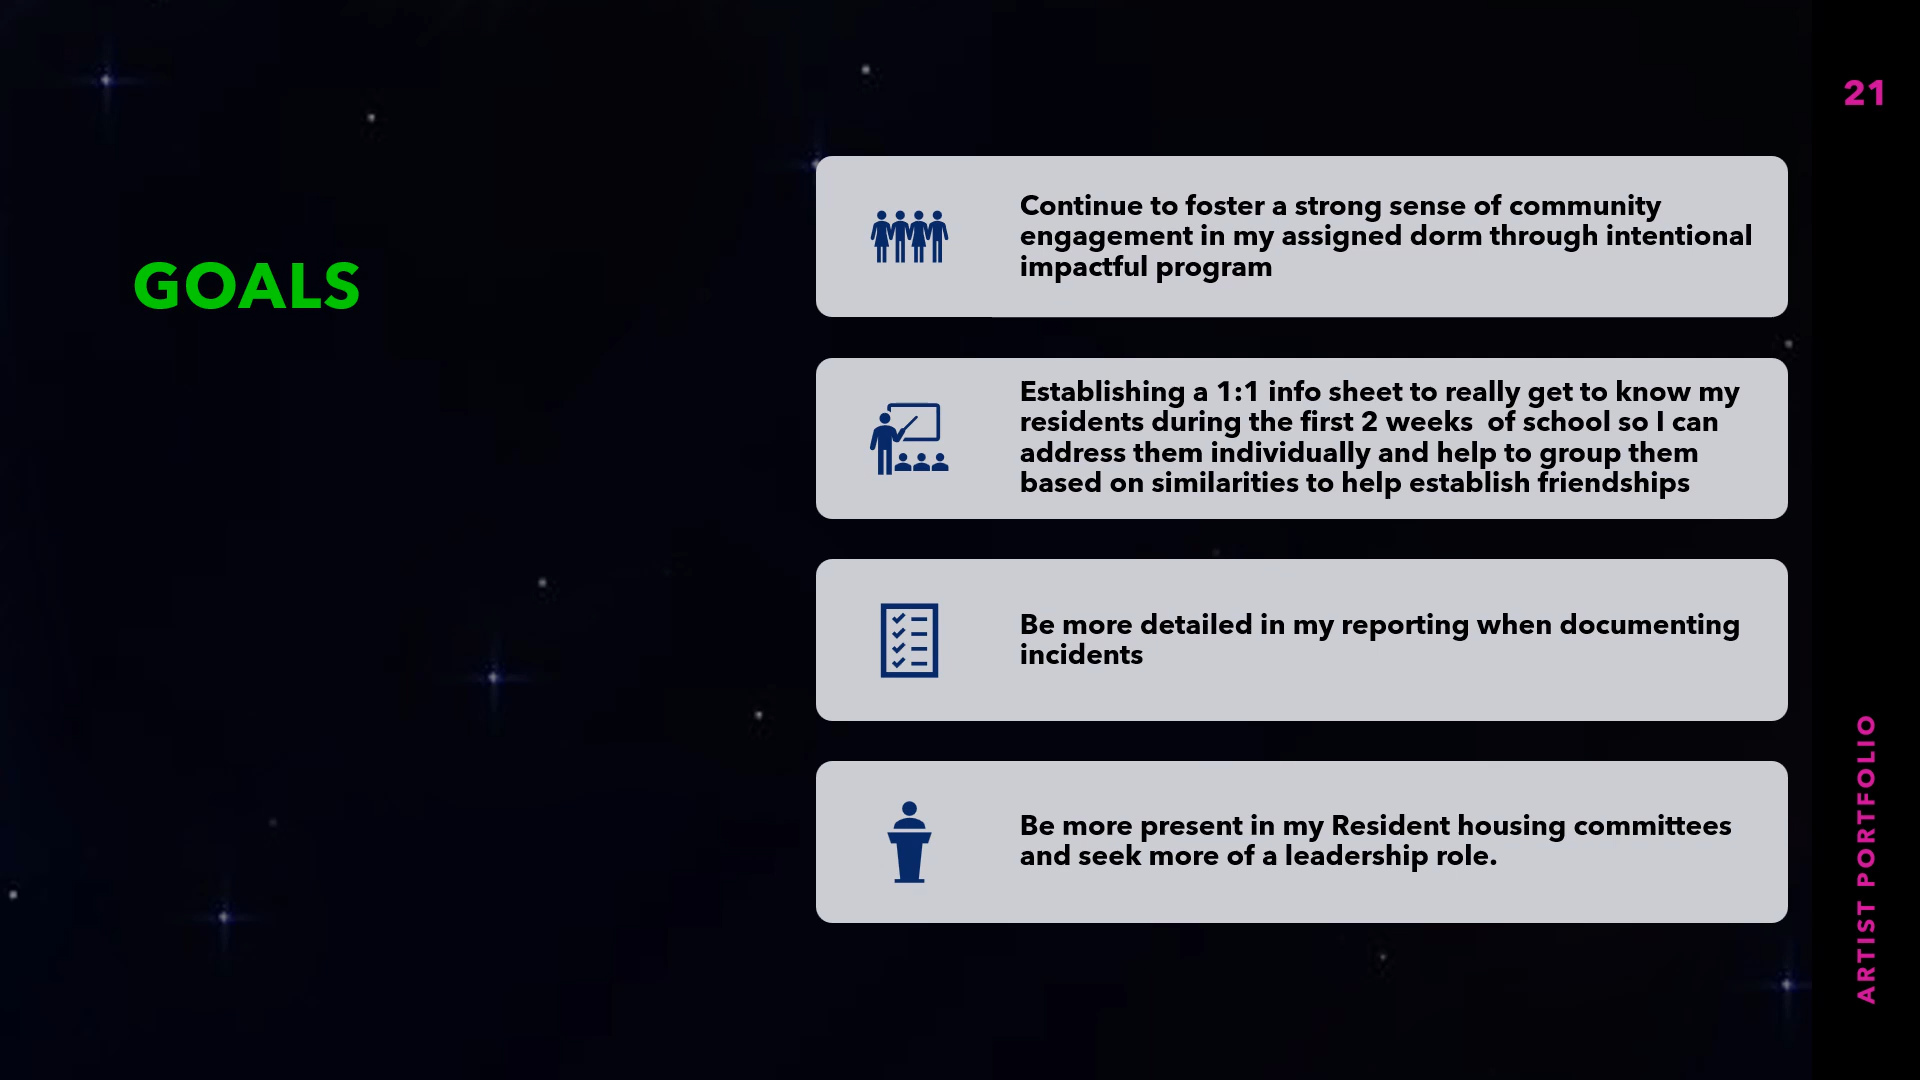 21
GOALS
Continue to foster a strong sense of community
engagement in my assigned dorm through intentional
impactful program
Establishing a 1:1 info sheet to really get to know my
residents during the first 2 weeks  of school so I can
address them individually and help to group them
based on similarities to help establish friendships
Be more detailed in my reporting when documenting
incidents
Be more present in my Resident housing committees
and seek more of a leadership role.
ARTIST PORTFOLIO